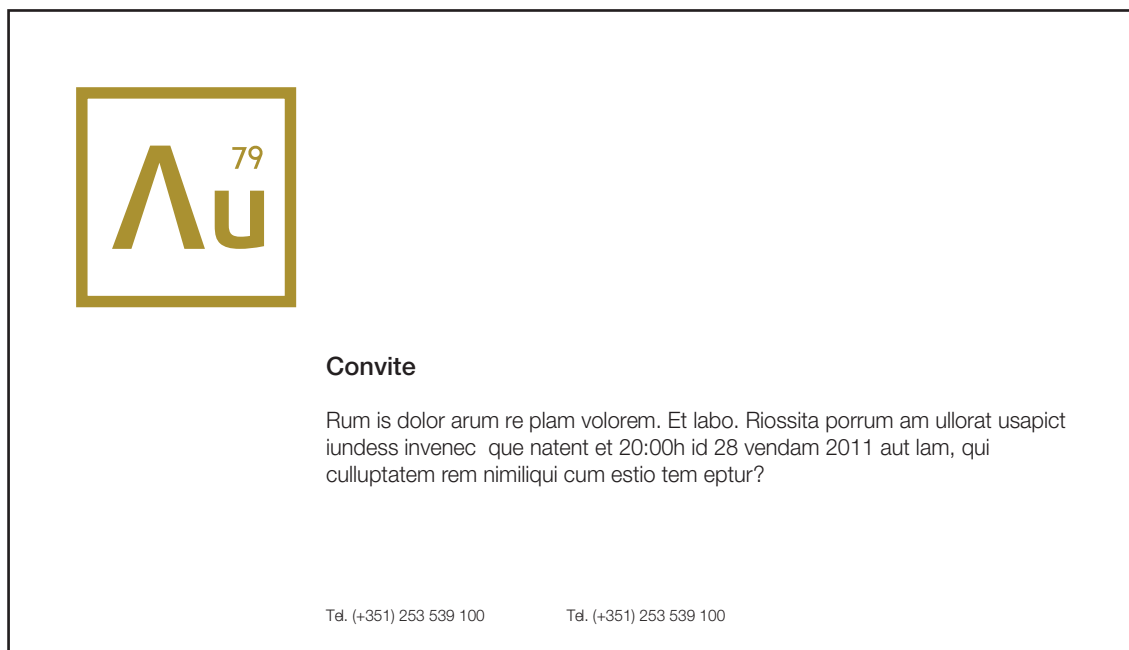 Au 79
Convite
Rum is dolor arum re plam volorem. Et labo. Riossita porrum am ullorat usapict
iundess invenec que natent et 20:00h id 28 vendam 2011 aut lam, qui
culluptatem rem nimiliqui cum estio tem eptur?
Tel. (+351) 253 539 100 Tel. (+351) 253 539 100